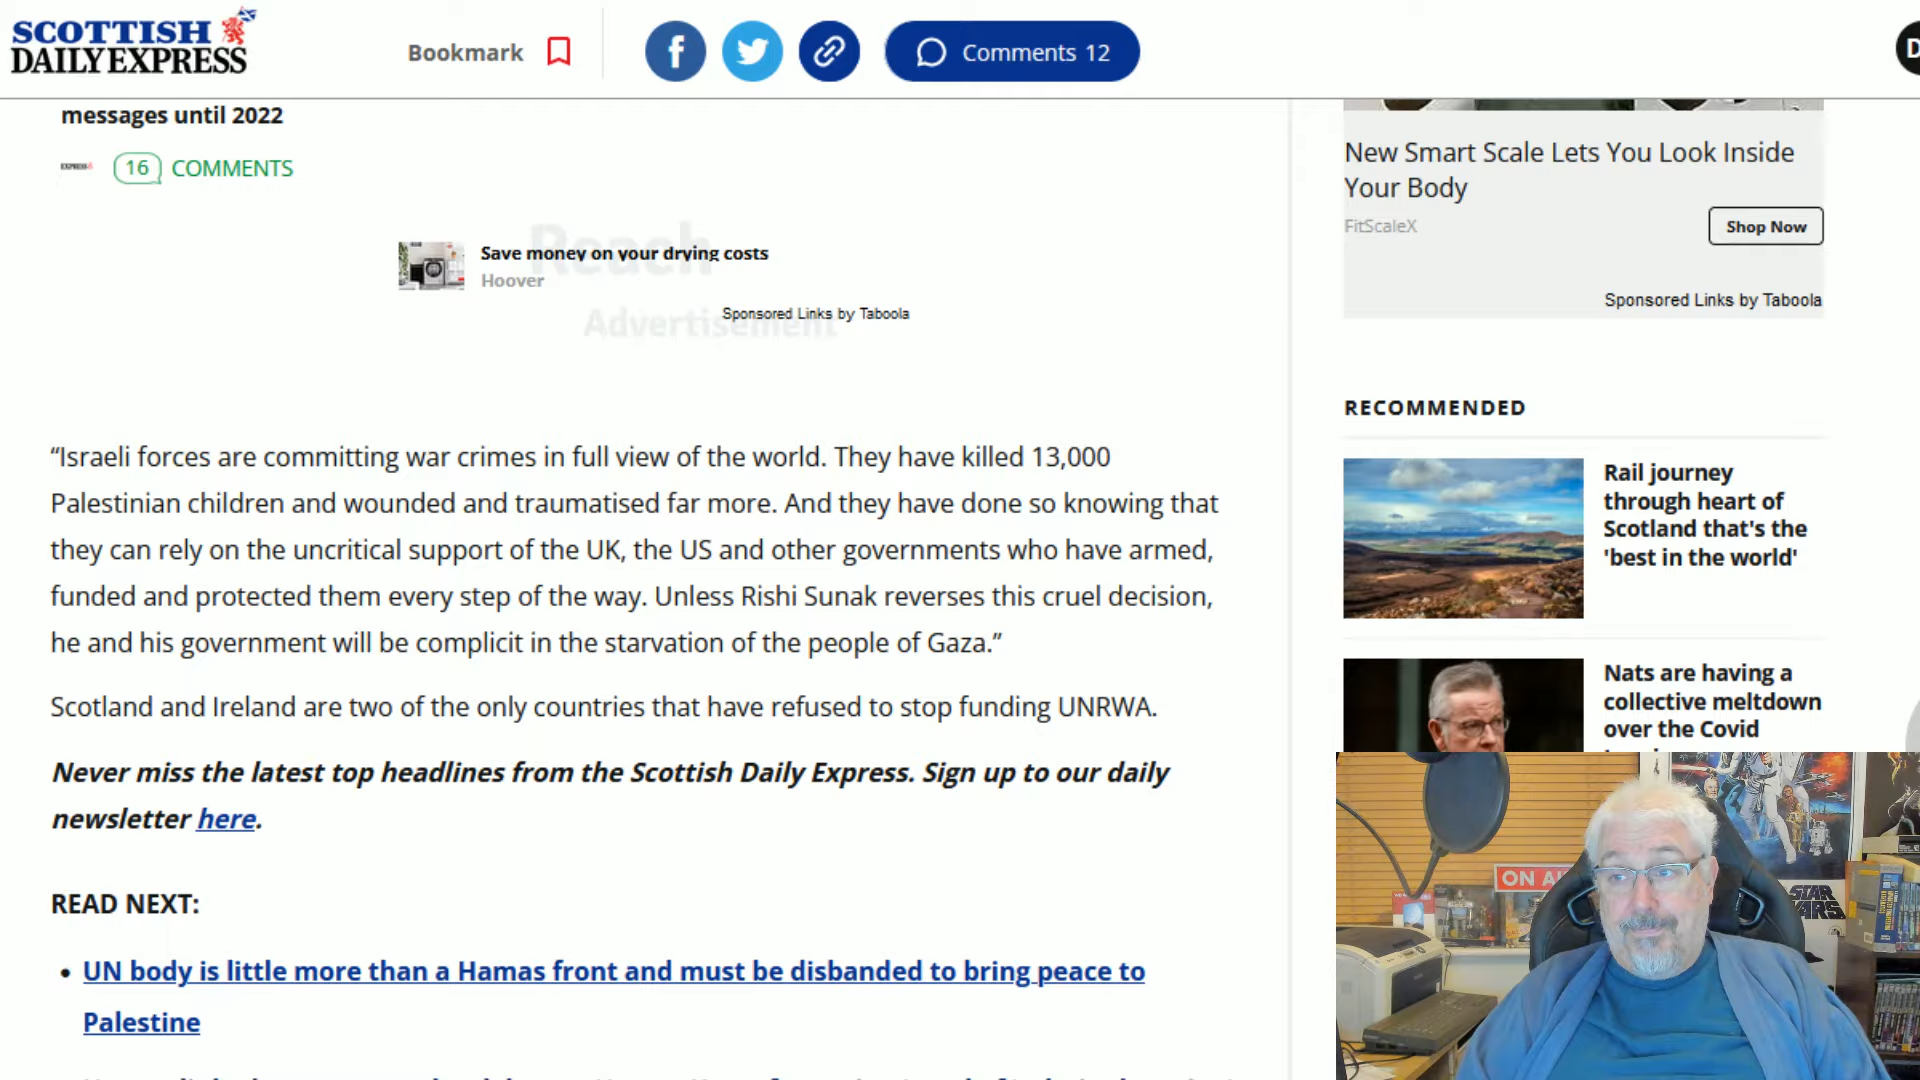 SCOTTISH
DAILY EXPRESS
Bookmark
Comments 12
D
messages until 2022
EXPRESS
16 COMMENTS
Reach
Advertisement
Save money on your drying costs
Hoover
Sponsored Links by Taboola
“Israeli forces are committing war crimes in full view of the world. They have killed 13,000
Palestinian children and wounded and traumatised far more. And they have done so knowing that
they can rely on the uncritical support of the UK, the US and other governments who have armed,
funded and protected them every step of the way. Unless Rishi Sunak reverses this cruel decision,
he and his government will be complicit in the starvation of the people of Gaza.”
Scotland and Ireland are two of the only countries that have refused to stop funding UNRWA.
Never miss the latest top headlines from the Scottish Daily Express. Sign up to our daily
newsletter here.
READ NEXT:
• UN body is little more than a Hamas front and must be disbanded to bring peace to
Palestine
New Smart Scale Lets You Look Inside
Your Body
FitScaleX
Shop Now
Sponsored Links by Taboola
RECOMMENDED
Rail journey
through heart of
Scotland that's the
'best in the world'
Nats are having a
collective meltdown
over the Covid
ON AI
STAR
WARS